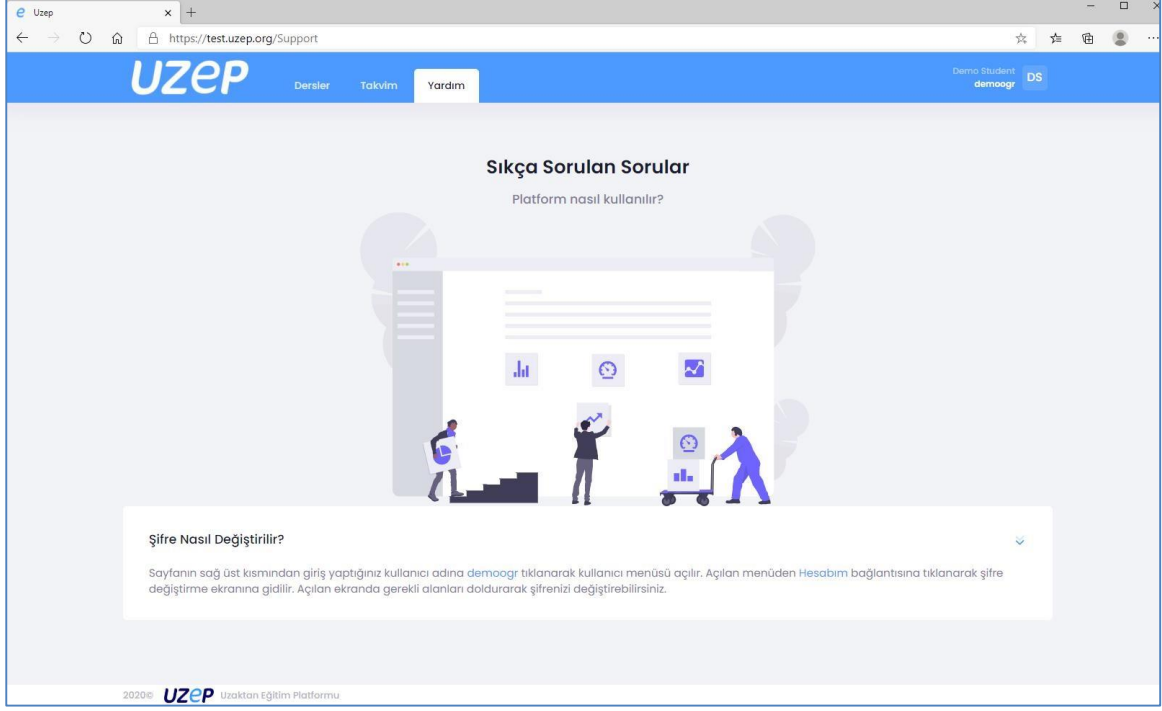 Uzep
https://test.uzep.org/Support
uzep Dersler Takvim Yardım
Demo Student
demoogr
DS
Sıkça Sorulan Sorular
Platform nasıl kullanılır?
Şifre Nasıl Değiştirilir?
Sayfanın sağ üst kısmından giriş yaptığınız kullanıcı adına demoogr tıklanarak kullanıcı menüsü açılır. Açılan menüden Hesabım bağlantısına tıklanarak şifre
değiştirme ekranına gidilir. Açılan ekranda gerekli alanları doldurarak şifrenizi değiştirebilirsiniz.
2020© uzep Uzaktan Eğitim Platformu